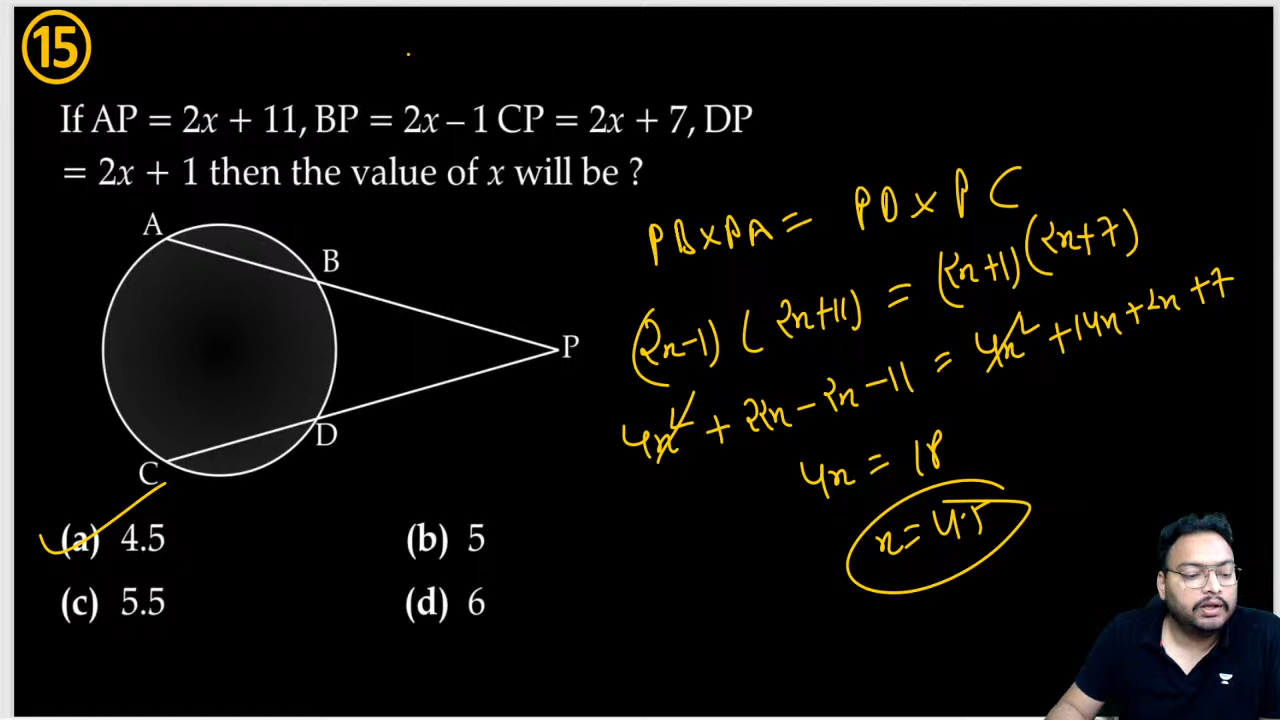 15
If AP = 2x + 11, BP = 2x – 1 CP = 2x + 7, DP
= 2x + 1 then the value of x will be ?
A
B
P
D
C
PB×PA = PD×PC
(2x-1)(2x+11) = (2x+1)(2x+7)
4x² + 22x - 2x - 11 = 4x² + 14x + 2x + 7
4x = 18
x = 4.5
(a) 4.5
(b) 5
(c) 5.5
(d) 6